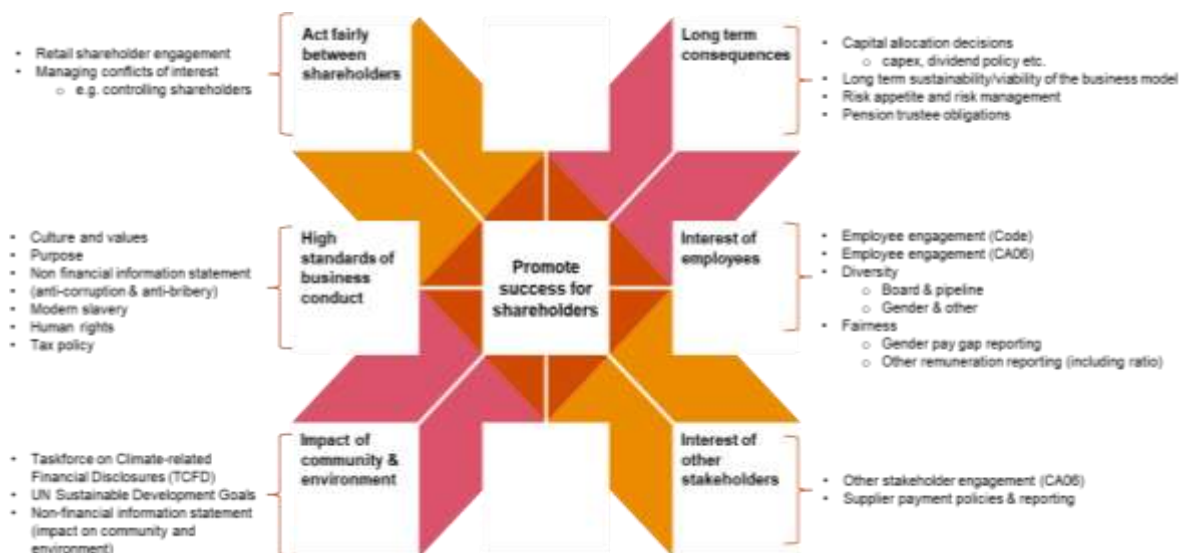 Act fairly
between
shareholders
• Retail shareholder engagement
• Managing conflicts of interest
o e.g. controlling shareholders
Long term
consequences
• Capital allocation decisions
o capex, dividend policy etc.
• Long term sustainability/viability of the business model
• Risk appetite and risk management
• Pension trustee obligations
• Culture and values
• Purpose
• Non financial information statement
• (anti-corruption & anti-bribery)
• Modern slavery
• Human rights
• Tax policy
High
standards of
business
conduct
Promote
success for
shareholders
Interest of
employees
• Employee engagement (Code)
• Employee engagement (CA06)
• Diversity
o Board & pipeline
o Gender & other
• Fairness
o Gender pay gap reporting
o Other remuneration reporting (including ratio)
• Taskforce on Climate-related
Financial Disclosures (TCFD)
• UN Sustainable Development Goals
• Non-financial information statement
(impact on community and
environment)
Impact of
community &
environment
Interest of
other
stakeholders
• Other stakeholder engagement (CA06)
• Supplier payment policies & reporting